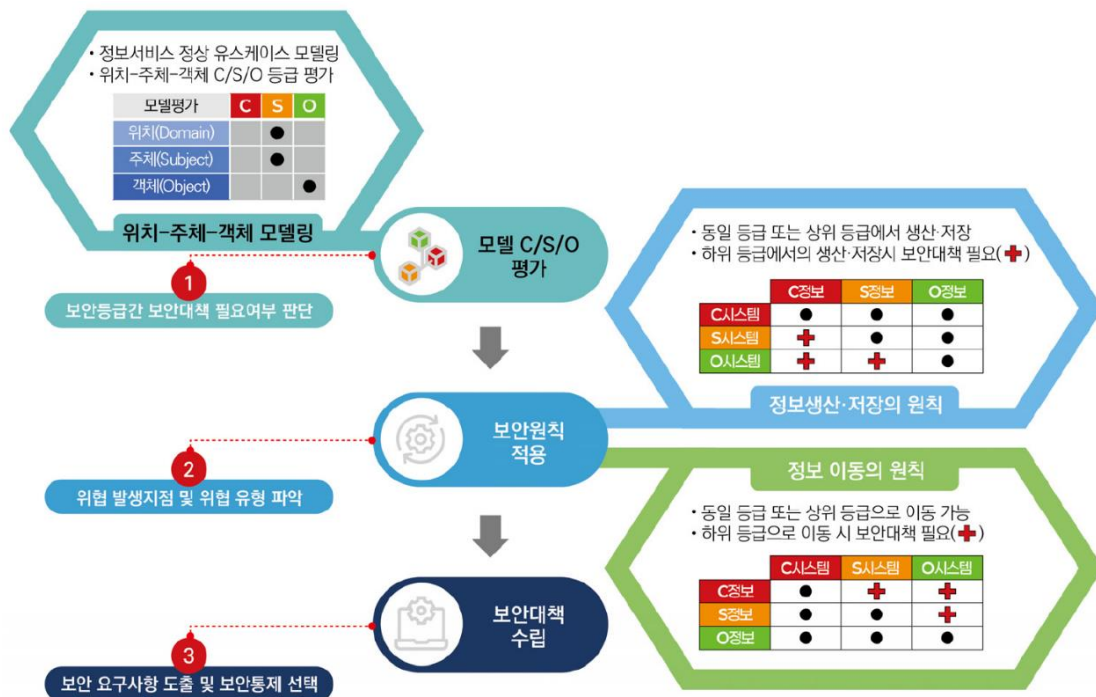 • 정보서비스 정상 유스케이스 모델링
• 위치-주체-객체 C/S/O 등급 평가
모델평가 C S O
위치(Domain) ●
주체(Subject) ●
객체(Object) ●
위치-주체-객체 모델링
모델 C/S/O
평가
1
보안등급간 보안대책 필요여부 판단
• 동일 등급 또는 상위 등급에서 생산·저장
• 하위 등급에서의 생산·저장시 보안대책 필요(✚)
C정보 S정보 O정보
C시스템 ● ● ●
S시스템 ✚ ● ●
O시스템 ✚ ✚ ●
정보생산·저장의 원칙
보안원칙
적용
2
위협 발생지점 및 위협 유형 파악
정보 이동의 원칙
• 동일 등급 또는 상위 등급으로 이동 가능
• 하위 등급으로 이동 시 보안대책 필요(✚)
C시스템 S시스템 O시스템
C정보 ● ✚ ✚
S정보 ● ● ✚
O정보 ● ● ●
보안대책
수립
3
보안 요구사항 도출 및 보안통제 선택